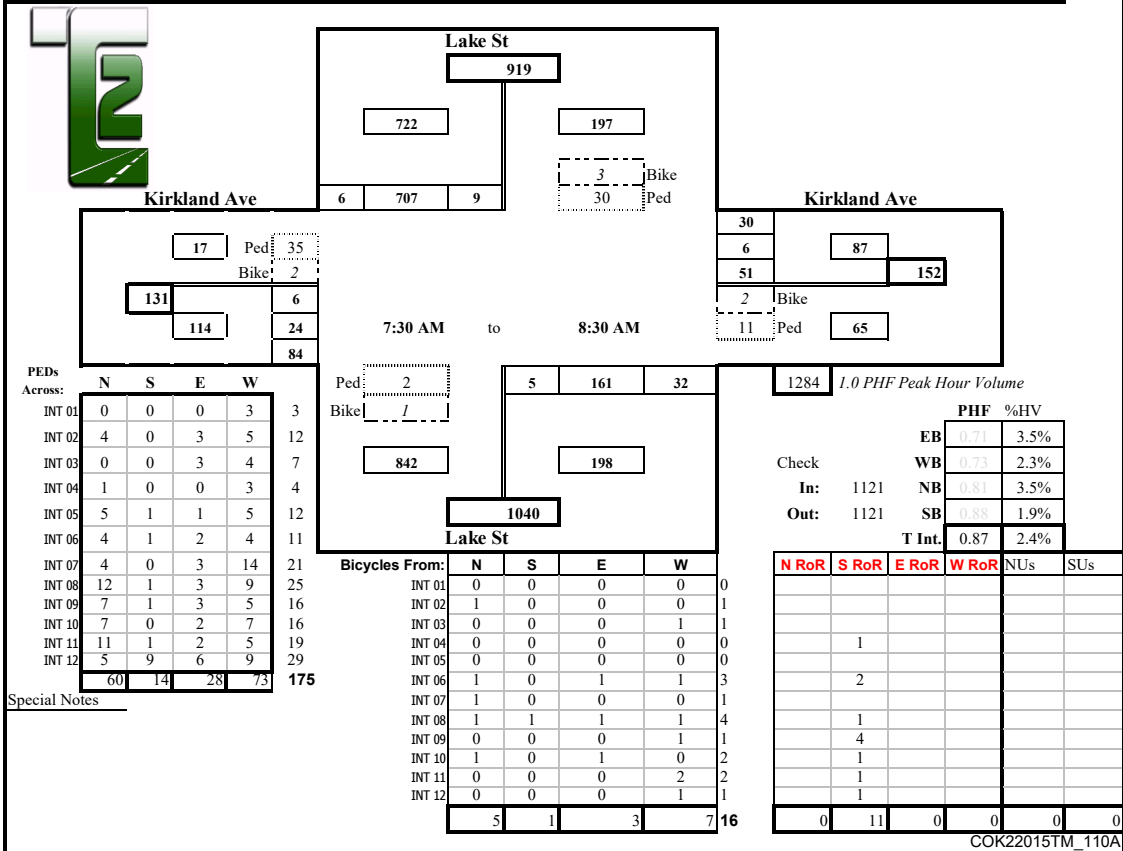 T2
Lake St
919
722 197
3 Bike
30 Ped
Kirkland Ave 6 707 9 Kirkland Ave
30
17 Ped 35 6 87
Bike 2 51 152
131 6 2 Bike
114 24 7:30 AM to 8:30 AM 11 Ped 65
84
PEDs Across: N S E W Ped 2 5 161 32 1284 1.0 PHF Peak Hour Volume
INT 01 0 0 0 3 3 Bike 1 PHF %HV
INT 02 4 0 3 5 12 EB 0.71 3.5%
INT 03 0 0 3 4 7 842 198 Check WB 0.73 2.3%
INT 04 1 0 0 3 4 In: 1121 NB 0.81 3.5%
INT 05 5 1 1 5 12 1040 Out: 1121 SB 0.88 1.9%
INT 06 4 1 2 4 11 Lake St T Int. 0.87 2.4%
INT 07 4 0 3 14 21 Bicycles From: N S E W N RoR S RoR E RoR W RoR NUs SUs
INT 08 12 1 3 9 25 INT 01 0 0 0 0 0
INT 09 7 1 3 5 16 INT 02 1 0 0 0 1
INT 10 7 0 2 7 16 INT 03 0 0 0 1 1
INT 11 11 1 2 5 19 INT 04 0 0 0 0 0 1
INT 12 5 9 6 9 29 INT 05 0 0 0 0 0
60 14 28 73 175 INT 06 1 0 1 1 3 2
Special Notes INT 07 1 0 0 0 1
INT 08 1 1 1 1 4 1
INT 09 0 0 0 1 1 4
INT 10 1 0 1 0 2 1
INT 11 0 0 0 2 2 1
INT 12 0 0 0 1 1 1
5 1 3 7 16 0 11 0 0 0 0
COK22015TM_110A